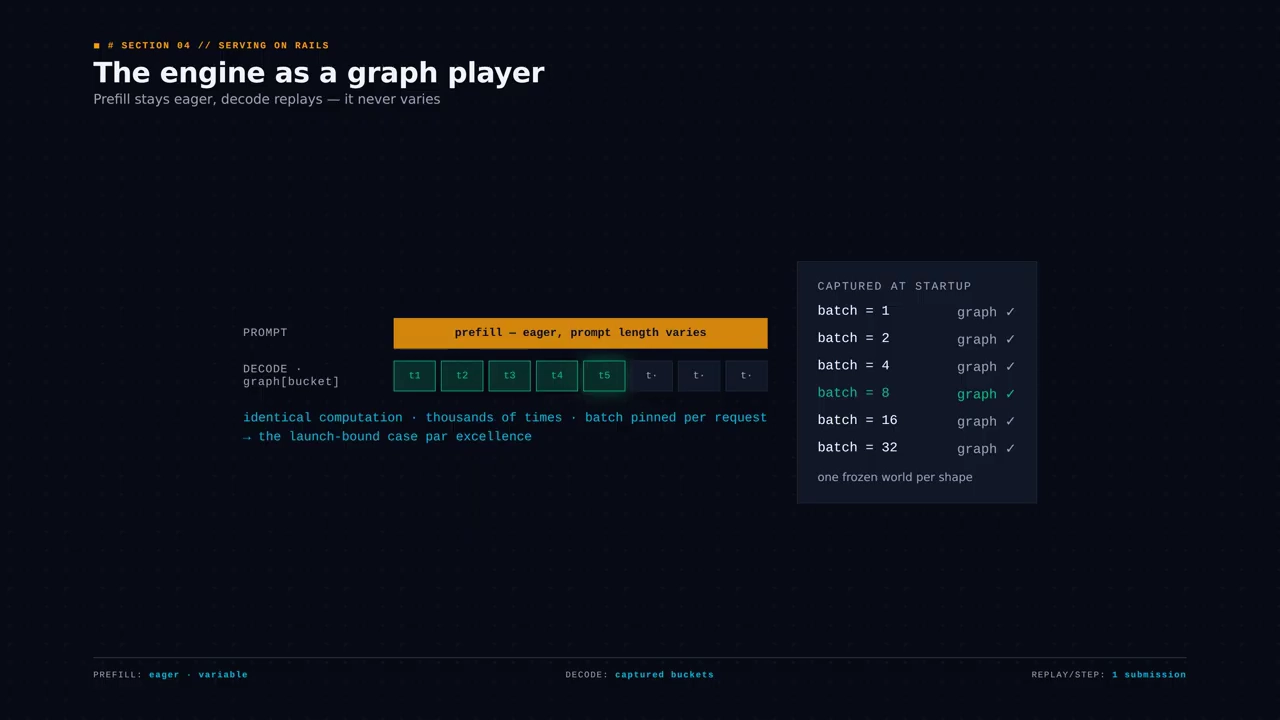 ■ # SECTION 04 // SERVING ON RAILS
The engine as a graph player
Prefill stays eager, decode replays — it never varies
PROMPT
prefill — eager, prompt length varies
DECODE ·
graph[bucket]
t1 t2 t3 t4 t5 t· t· t·
identical computation · thousands of times · batch pinned per request
→ the launch-bound case par excellence
CAPTURED AT STARTUP
batch = 1 graph ✓
batch = 2 graph ✓
batch = 4 graph ✓
batch = 8 graph ✓
batch = 16 graph ✓
batch = 32 graph ✓
one frozen world per shape
PREFILL: eager · variable
DECODE: captured buckets
REPLAY/STEP: 1 submission